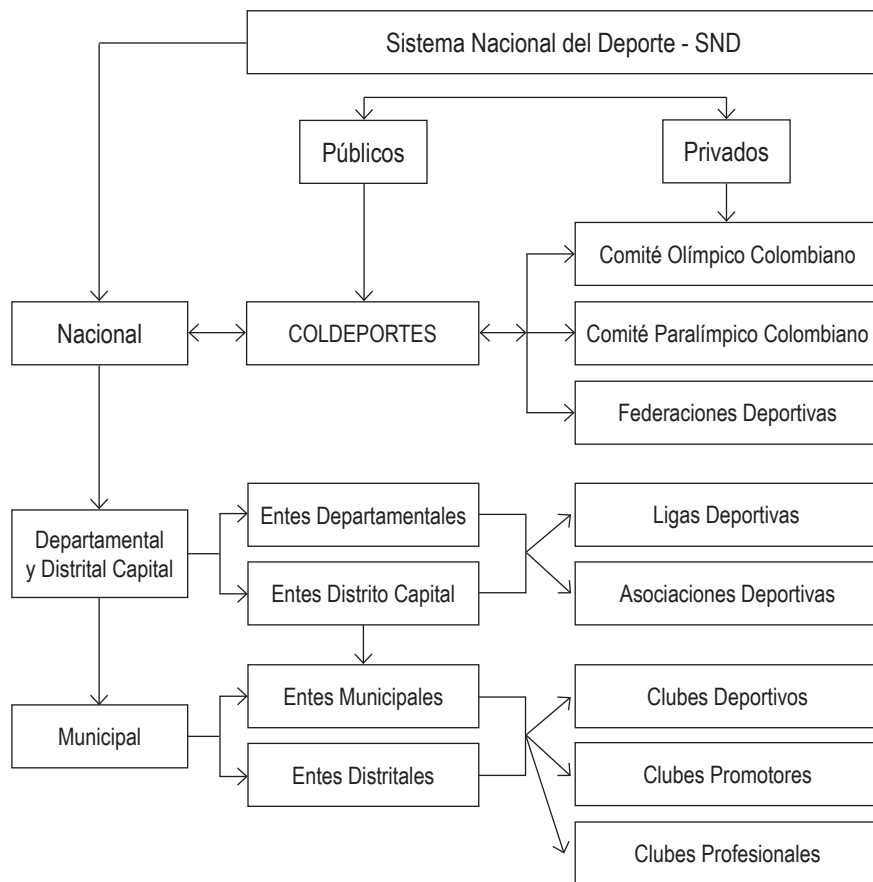 Sistema Nacional del Deporte - SND
Públicos
Privados
Comité Olímpico Colombiano
Nacional
COLDEPORTES
Comité Paralímpico Colombiano
Federaciones Deportivas
Departamental
y Distrital Capital
Entes Departamentales
Ligas Deportivas
Entes Distrito Capital
Asociaciones Deportivas
Municipal
Entes Municipales
Clubes Deportivos
Entes Distritales
Clubes Promotores
Clubes Profesionales